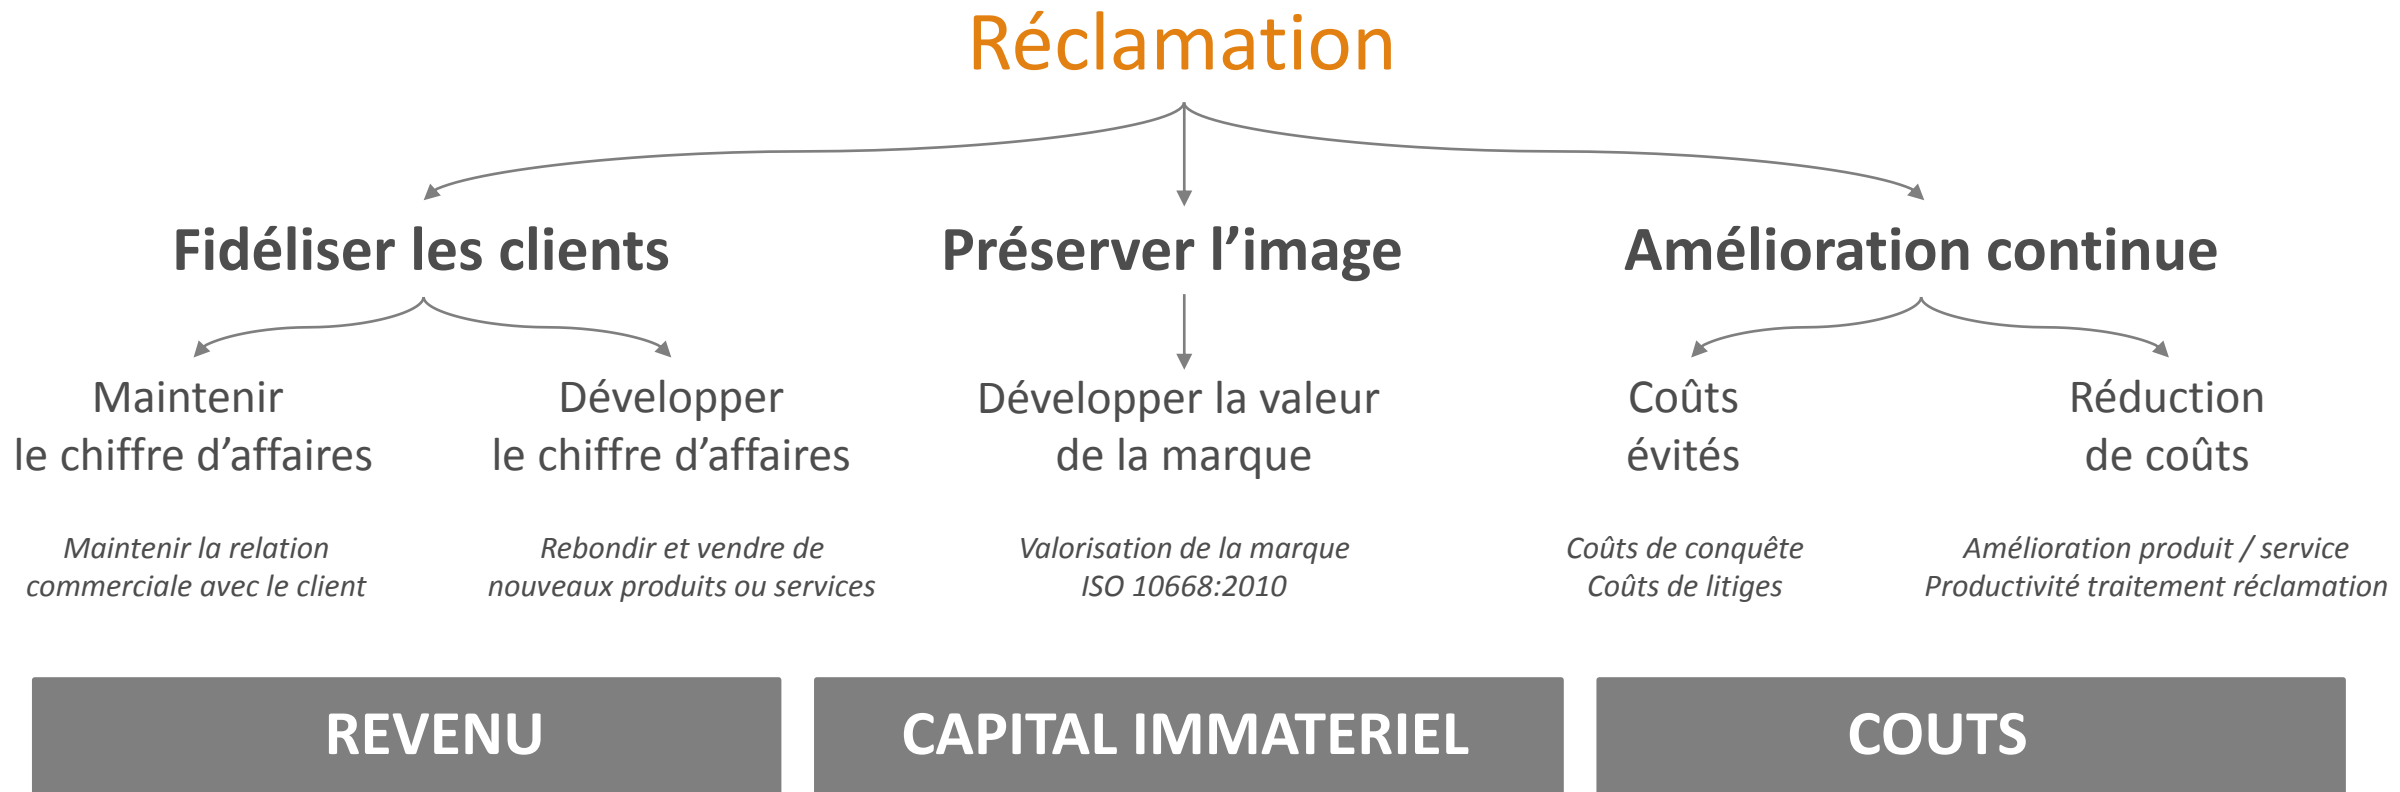 Réclamation
Fidéliser les clients
Préserver l’image
Amélioration continue
Maintenir
le chiffre d’affaires
Développer
le chiffre d’affaires
Développer la valeur
de la marque
Coûts
évités
Réduction
de coûts
Maintenir la relation
commerciale avec le client
Rebondir et vendre de
nouveaux produits ou services
Valorisation de la marque
ISO 10668:2010
Coûts de conquête
Coûts de litiges
Amélioration produit / service
Productivité traitement réclamation
REVENU
CAPITAL IMMATERIEL
COUTS